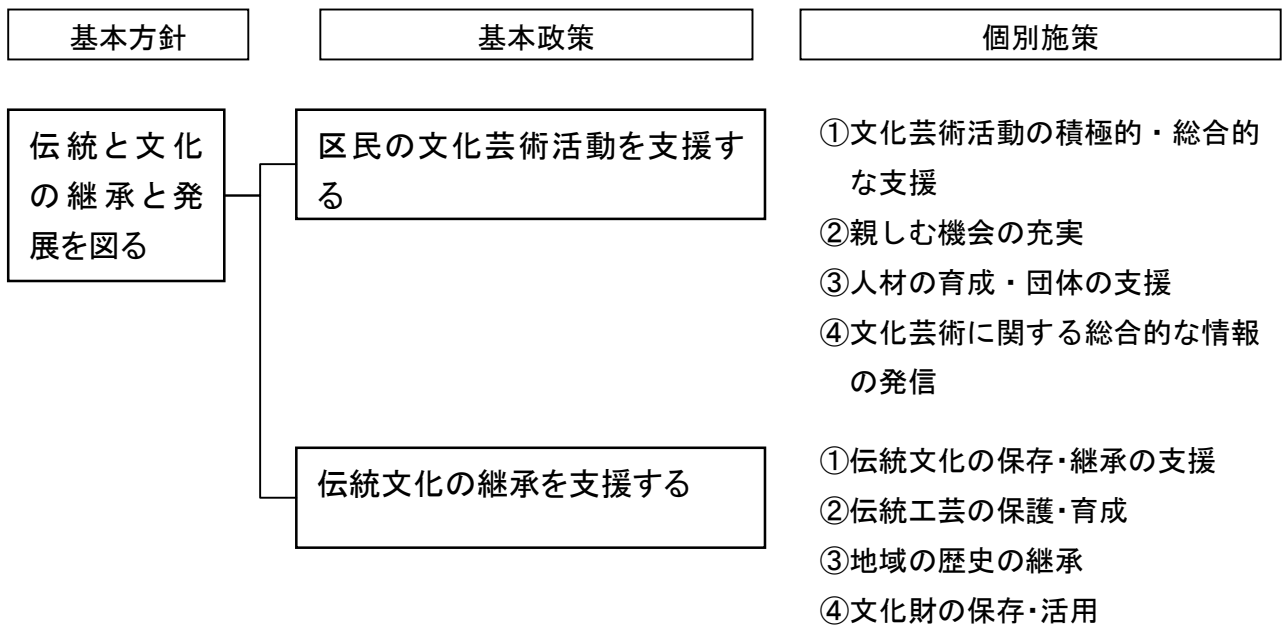 基本方針
基本政策
個別施策
伝統と文化
の継承と発
展を図る
区民の文化芸術活動を支援す
る
①文化芸術活動の積極的・総合的
な支援
②親しむ機会の充実
③人材の育成・団体の支援
④文化芸術に関する総合的な情報
の発信
伝統文化の継承を支援する
①伝統文化の保存・継承の支援
②伝統工芸の保護・育成
③地域の歴史の継承
④文化財の保存・活用